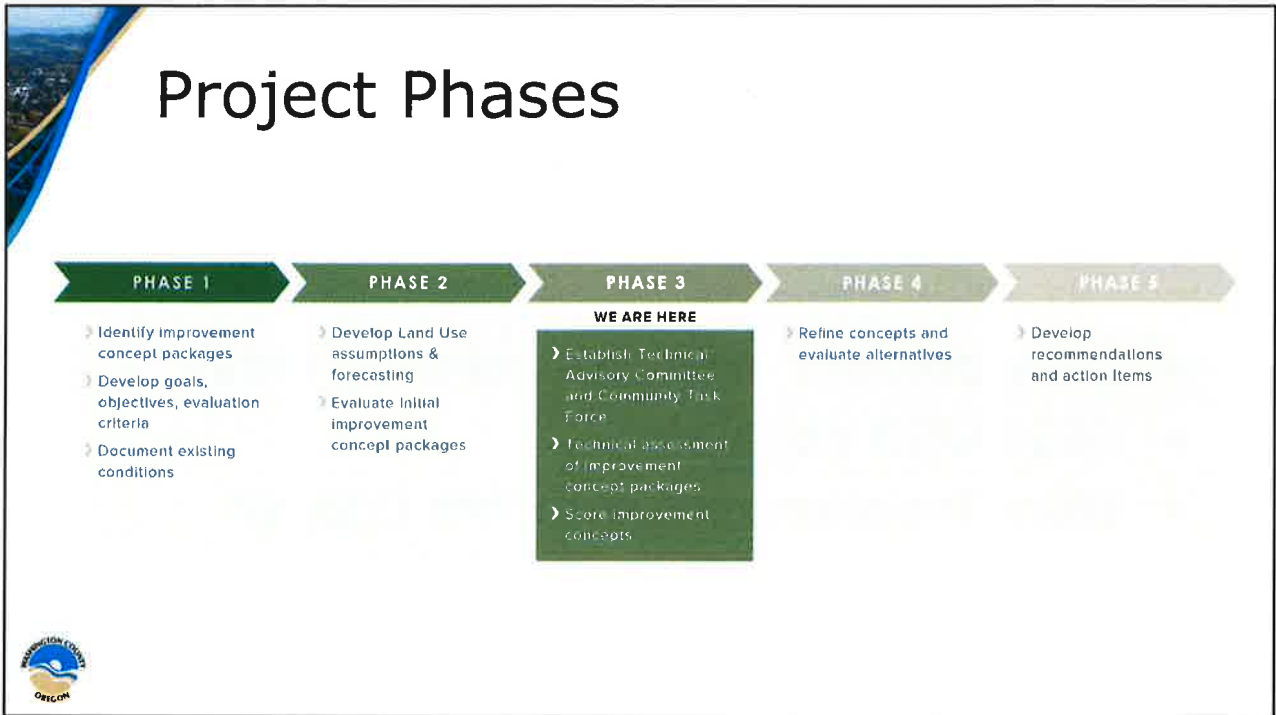 Project Phases
PHASE 1
Identify improvement
concept packages
Develop goals,
objectives, evaluation
criteria
Document existing
conditions
PHASE 2
Develop Land Use
assumptions &
forecasting
Evaluate Initial
improvement
concept packages
PHASE 3
WE ARE HERE
Establish Technical
Advisory Committee
and Community Task
Force
Technical assessment
of improvement
concept packages
Score improvement
concepts
PHASE 4
Refine concepts and
evaluate alternatives
PHASE 5
Develop
recommendations
and action items
WASHINGTON COUNTY
OREGON